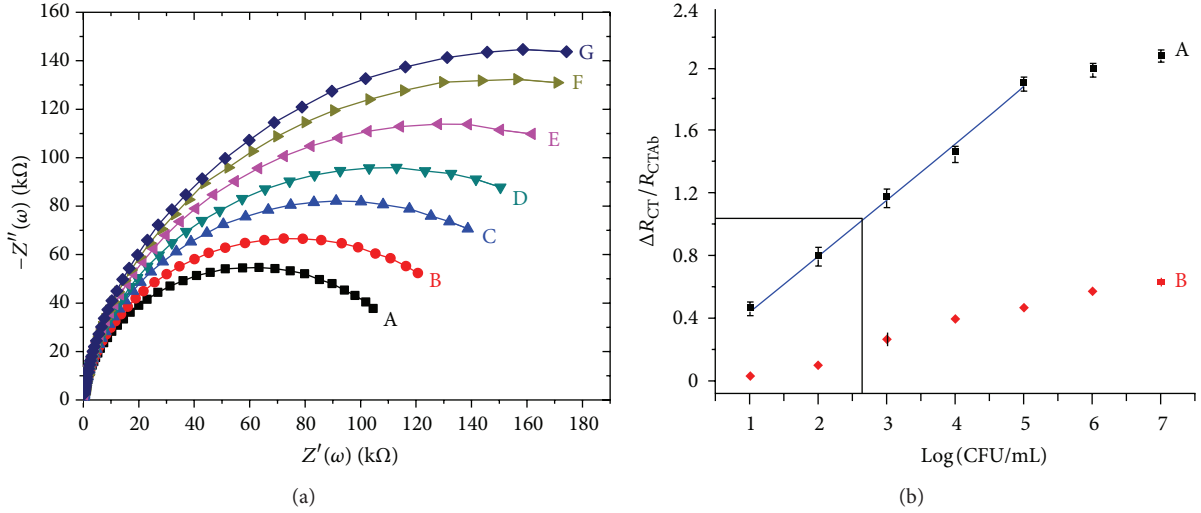 160
140
120
100
80
60
40
20
0
−Z″(ω) (kΩ)
G
F
E
D
C
B
A
0 20 40 60 80 100 120 140 160 180
Z′(ω) (kΩ)
(a)
2.4
2
1.6
1.2
0.8
0.4
0
ΔR_CT/R_CTAb
A
B
1 2 3 4 5 6 7
Log (CFU/mL)
(b)